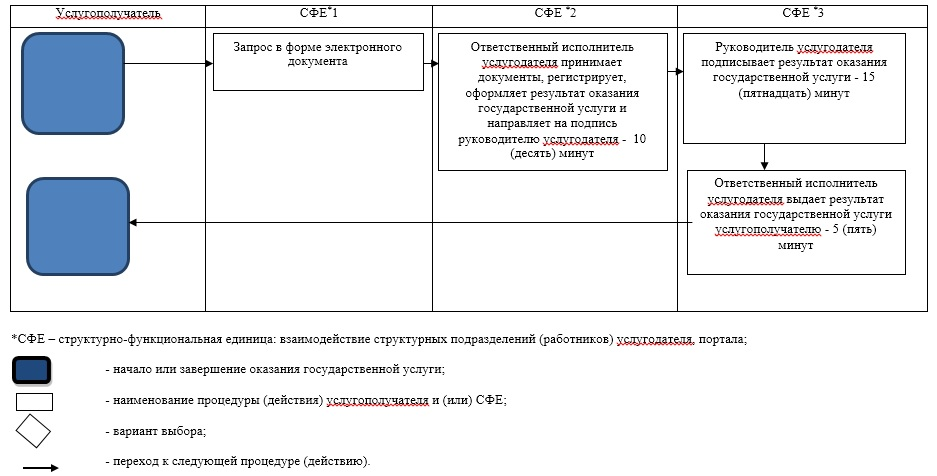 Услугополучатель
СФЕ*1
СФЕ *2
СФЕ *3
Запрос в форме электронного
документа
Ответственный исполнитель
услугодателя принимает
документы, регистрирует,
оформляет результат оказания
государственной услуги и
направляет на подпись
руководителю услугодателя - 10
(десять) минут
Руководитель услугодателя
подписывает результат оказания
государственной услуги - 15
(пятнадцать) минут
Ответственный исполнитель
услугодателя выдает результат
оказания государственной услуги
услугополучателю - 5 (пять)
минут
*СФЕ – структурно-функциональная единица: взаимодействие структурных подразделений (работников) услугодателя, портала;
- начало или завершение оказания государственной услуги;
- наименование процедуры (действия) услугополучателя и (или) СФЕ;
- вариант выбора;
- переход к следующей процедуре (действию).